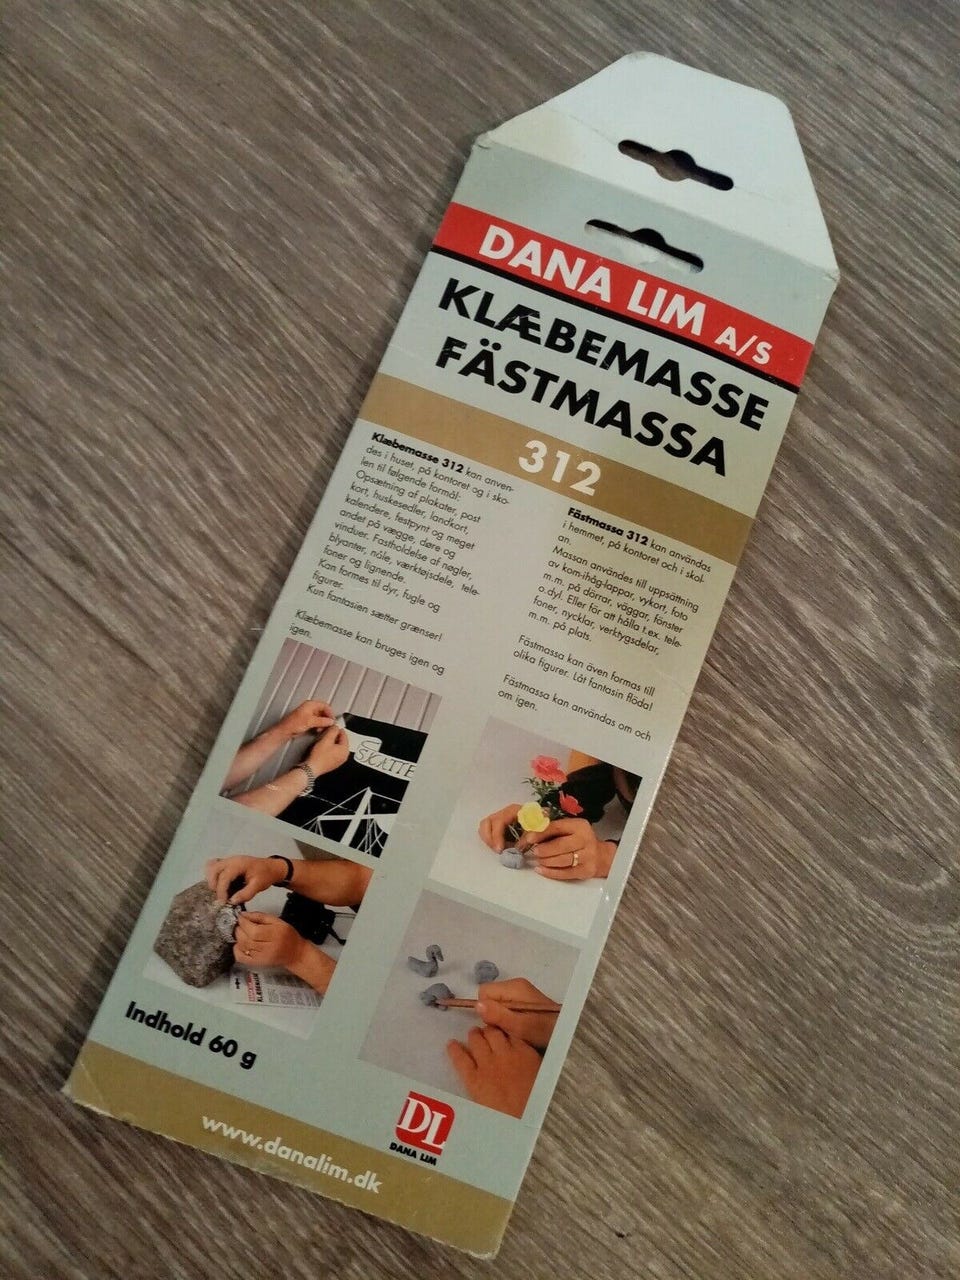 DANA LIM A/S
KLÆBEMASSE
FÄSTMASSA
312
Klæbemasse 312 kan anven-
des i huset, på kontoret og i sko-
len til følgende formål:
Opsætning af plakater, post
kort, huskesedler, landkort,
kalendere, festpynt og meget
andet på vægge, døre og
vinduer. Fastholdelse af nøgler,
blyanter, nåle, værktøjsdele, tele-
foner og lignende.
Kan formes til dyr, fugle og
figurer.
Kun fantasien sætter grænser!
Klæbemasse kan bruges igen og
igen.
Fästmassa 312 kan användas
i hemmet, på kontoret och i skol-
an.
Massan användes till uppsättning
av kom-ihåg-lappar, vykort, foto
m.m. på dörrar, väggar, fönster
o.dyl. Eller för att hålla t.ex. tele-
foner, nycklar, verktygsdelar,
m.m. på plats.
Fästmassa kan även formas till
olika figurer. Låt fantasin flöda!
Fästmassa kan användas om och
om igen.
SKATTE
Indhold 60 g
DL
DANA LIM
www.danalim.dk